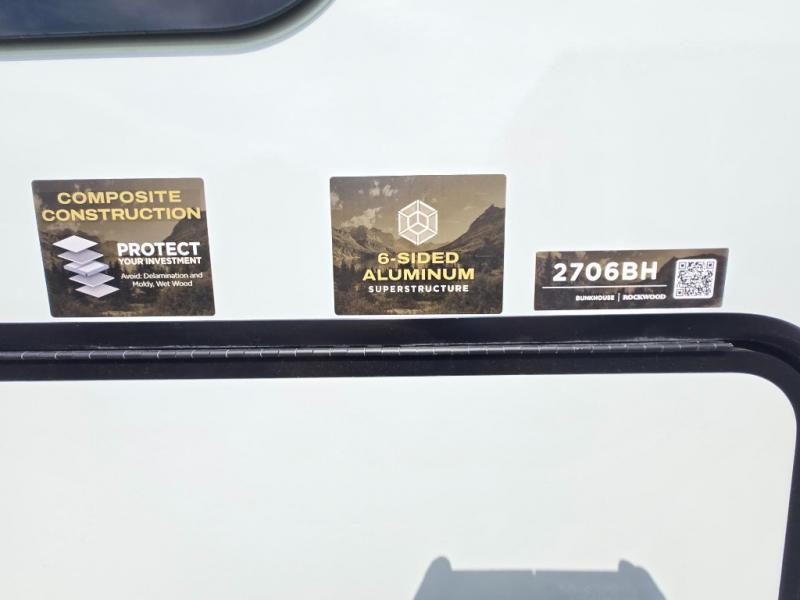 COMPOSITE
CONSTRUCTION
PROTECT
YOUR INVESTMENT
Avoid: Delamination and
Moldy, Wet Wood
6-SIDED
ALUMINUM
SUPERSTRUCTURE
2706BH
BUNKHOUSE | ROCKWOOD